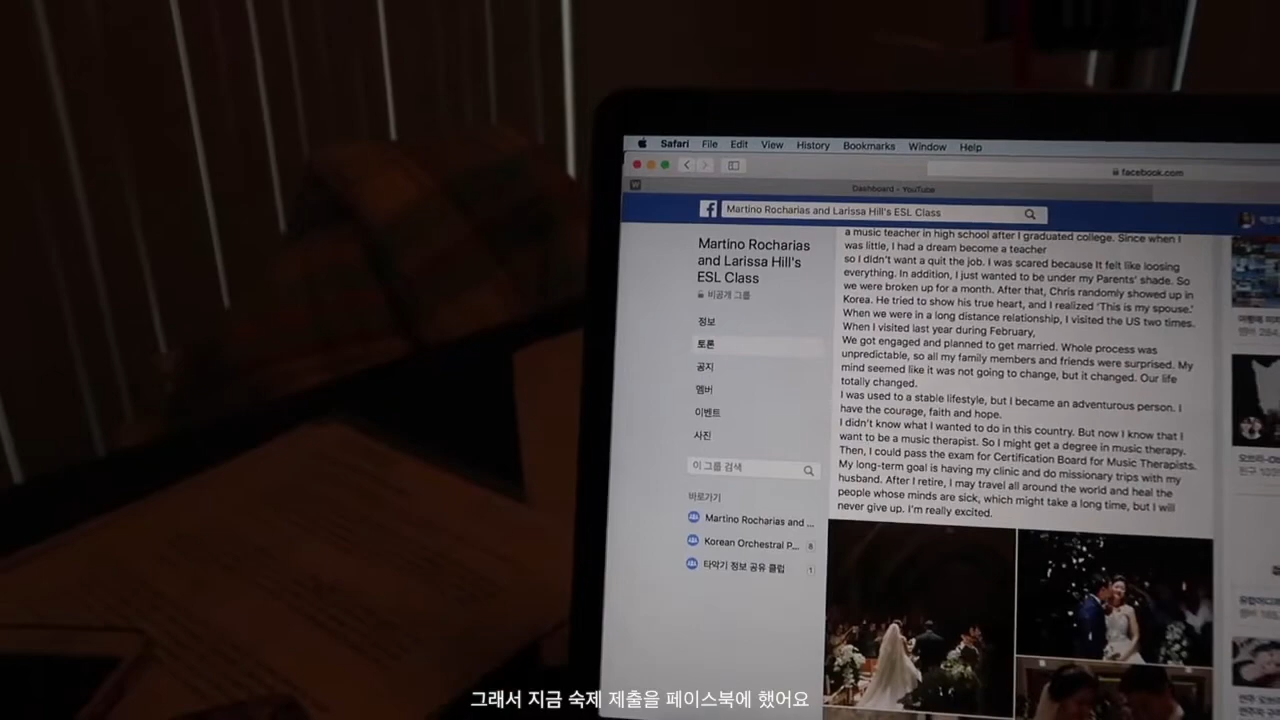 Safari File Edit View History Bookmarks Window Help
facebook.com
Dashboard - YouTube
Martino Rocharias and Larissa Hill's ESL Class
Martino Rocharias
and Larissa Hill's
ESL Class
비공개 그룹
정보
토론
공지
멤버
이벤트
사진
이 그룹 검색
바로가기
Martino Rocharias and ...
Korean Orchestral P... 8
타악기 정보 공유 클럽 1
a music teacher in high school after I graduated college. Since when I
was little, I had a dream become a teacher
so I didn't want a quit the job. I was scared because It felt like loosing
everything. In addition, I just wanted to be under my Parents' shade. So
we were broken up for a month. After that, Chris randomly showed up in
Korea. He tried to show his true heart, and I realized 'This is my spouse.'
When we were in a long distance relationship, I visited the US two times.
When I visited last year during February,
We got engaged and planned to get married. Whole process was
unpredictable, so all my family members and friends were surprised. My
mind seemed like it was not going to change, but it changed. Our life
totally changed.
I was used to a stable lifestyle, but I became an adventurous person. I
have the courage, faith and hope.
I didn't know what I wanted to do in this country. But now I know that I
want to be a music therapist. So I might get a degree in music therapy.
Then, I could pass the exam for Certification Board for Music Therapists.
My long-term goal is having my clinic and do missionary trips with my
husband. After I retire, I may travel all around the world and heal the
people whose minds are sick, which might take a long time, but I will
never give up. I'm really excited.
그래서 지금 숙제 제출을 페이스북에 했어요